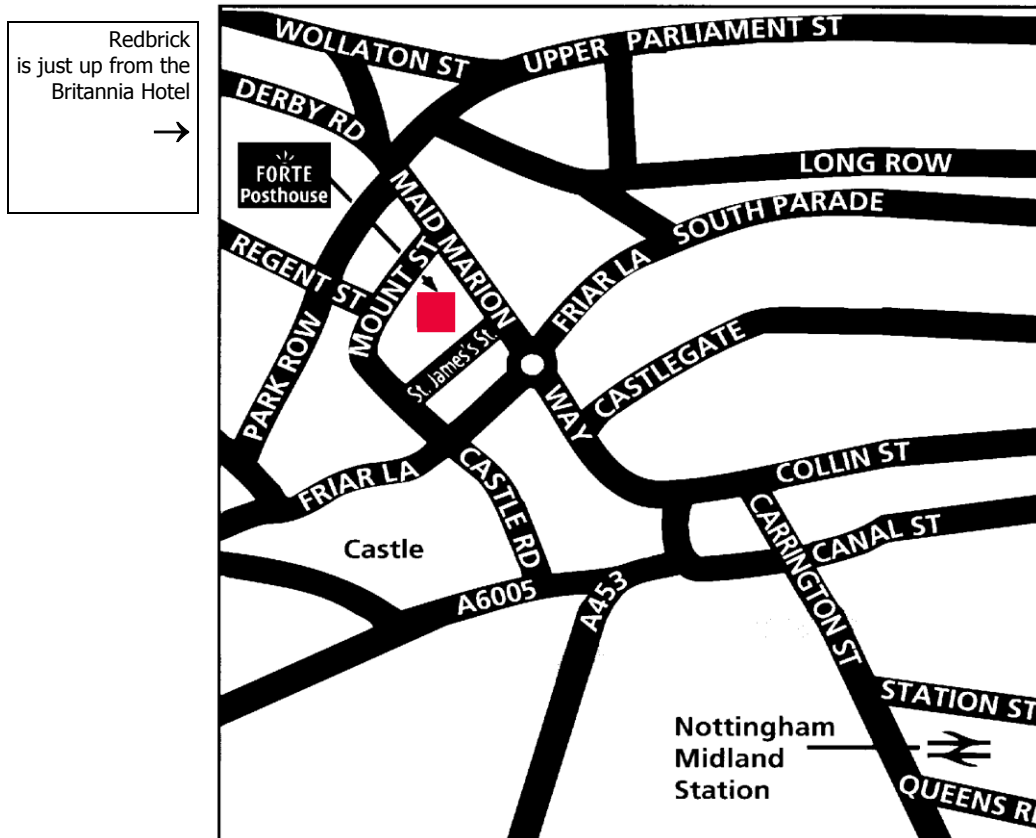 Redbrick
is just up from the
Britannia Hotel
→
WOLLATON ST
UPPER PARLIAMENT ST
DERBY RD
FORTE
Posthouse
LONG ROW
MAID MARION WAY
SOUTH PARADE
REGENT ST
MOUNT ST
FRIAR LA
PARK ROW
St. James's St.
CASTLEGATE
FRIAR LA
CASTLE RD
COLLIN ST
Castle
CARRINGTON ST
CANAL ST
A6005
A453
STATION ST
Nottingham
Midland
Station
QUEENS R